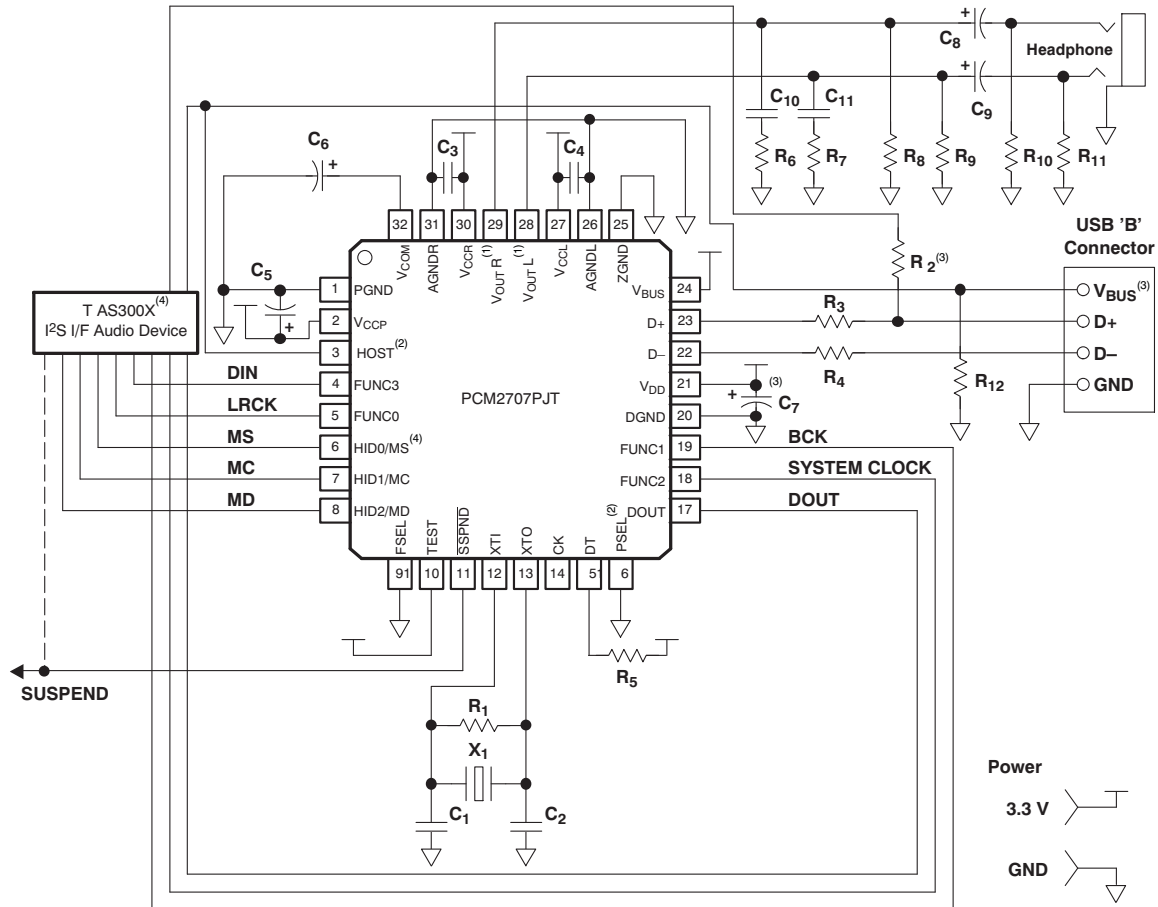 C8
+
Headphone
+
C9
C10
C11
R6
R7
R8
R9
R10
R11
C6
+
C3
C4
32
31
30
29
28
27
26
25
VCOM
AGNDR
VCCR
VOUTR(1)
VOUTL(1)
VCCL
AGNDL
ZGND
USB 'B'
Connector
R 2(3)
C5
+
T AS300X(4)
I2S I/F Audio Device
1 PGND
2 VCCP
3 HOST(2)
DIN
4 FUNC3
LRCK
5 FUNC0
MS
6 HID0/MS(4)
MC
7 HID1/MC
MD
8 HID2/MD
PCM2707PJT
VBUS 24
D+ 23
R3
D– 22
R4
VDD 21
DGND 20
FUNC1 19
BCK
FUNC2 18
SYSTEM CLOCK
DOUT 17
DOUT
+
(3)
C7
R12
VBUS(3)
D+
D–
GND
FSEL
TEST
SSPND
XTI
XTO
CK
DT
PSEL(2)
91
10
11
12
13
14
51
6
SUSPEND
R5
R1
X1
C1
C2
Power
3.3 V
GND